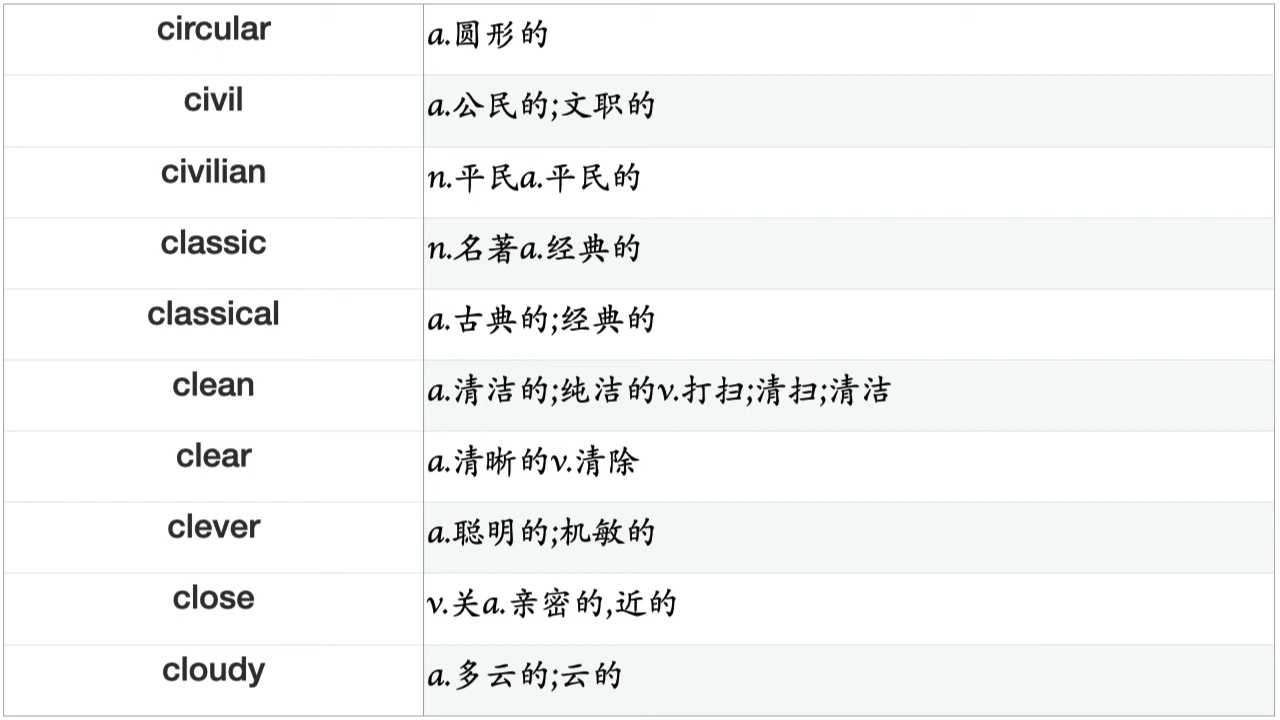 circular a.圆形的
civil a.公民的;文职的
civilian n.平民a.平民的
classic n.名著a.经典的
classical a.古典的;经典的
clean a.清洁的;纯洁的v.打扫;清扫;清洁
clear a.清晰的v.清除
clever a.聪明的;机敏的
close v.关a.亲密的,近的
cloudy a.多云的;云的